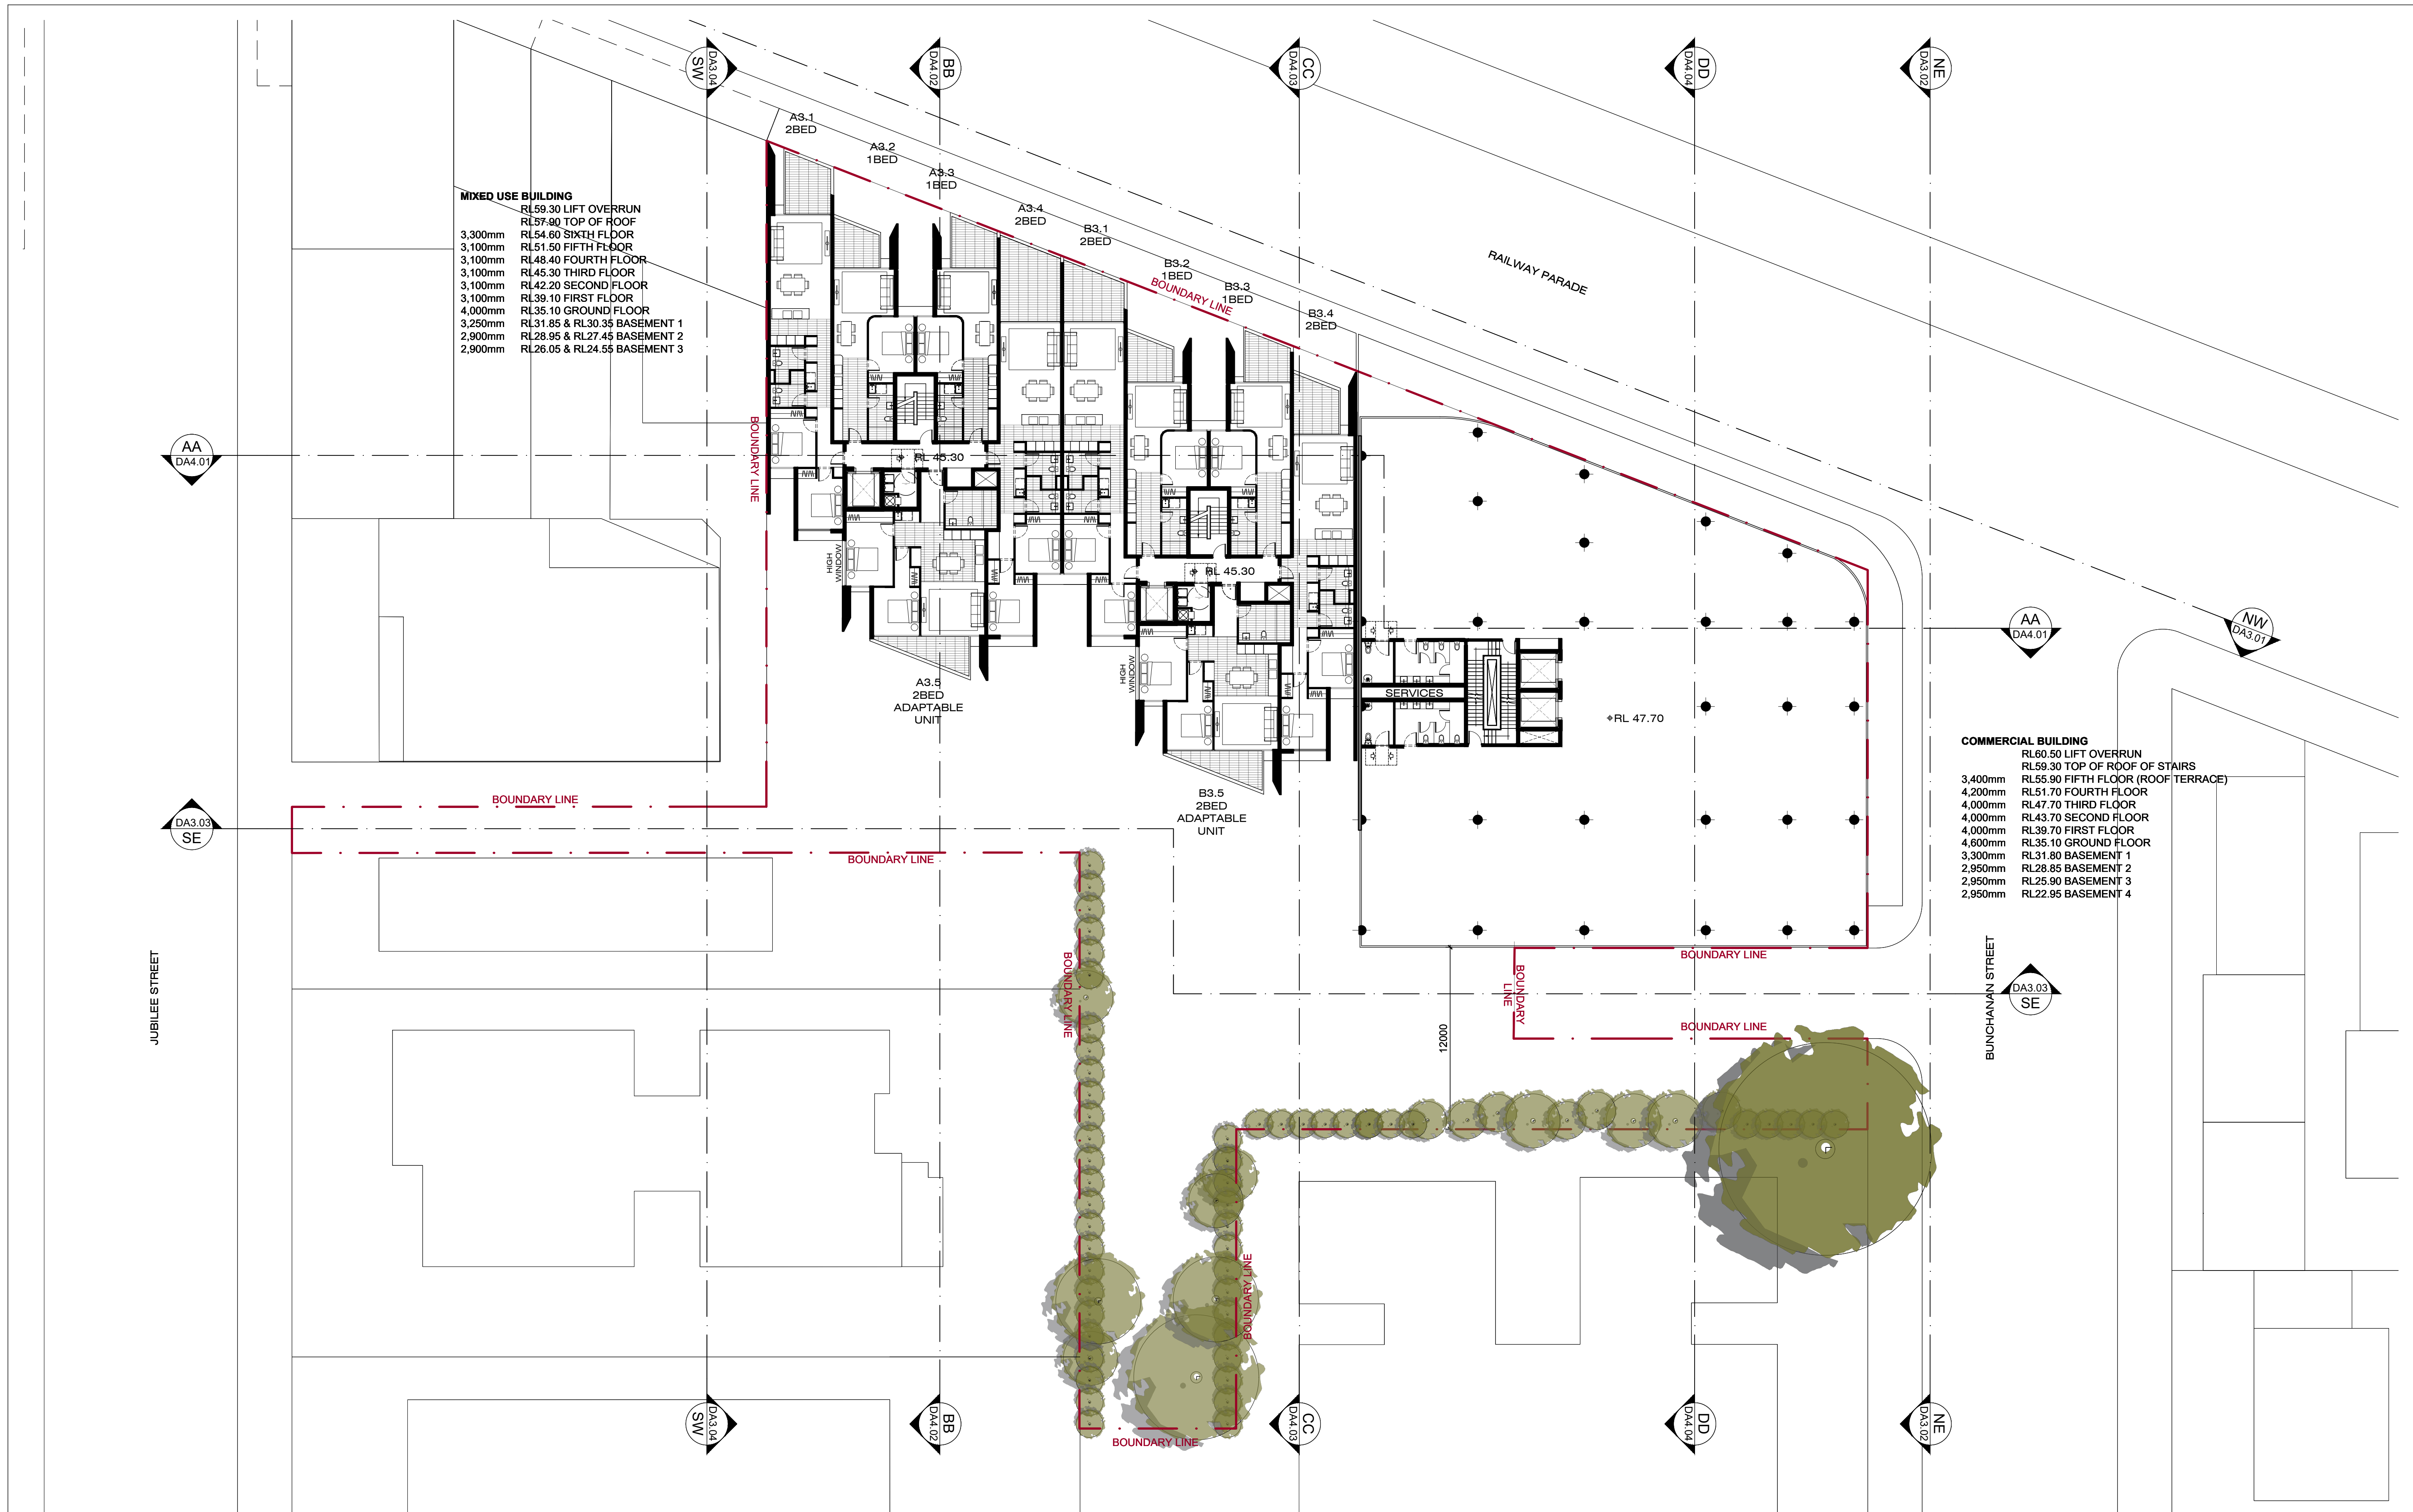 SW
DA3.04
BB
DA4.02
CC
DA4.03
DD
DA4.04
NE
DA3.02
A3.1
2BED
A3.2
1BED
A3.3
1BED
A3.4
2BED
B3.1
2BED
B3.2
1BED
B3.3
1BED
B3.4
2BED
RAILWAY PARADE
BOUNDARY LINE
MIXED USE BUILDING
RL59.30 LIFT OVERRUN
RL57.90 TOP OF ROOF
3,300mm RL54.60 SIXTH FLOOR
3,100mm RL51.50 FIFTH FLOOR
3,100mm RL48.40 FOURTH FLOOR
3,100mm RL45.30 THIRD FLOOR
3,100mm RL42.20 SECOND FLOOR
3,100mm RL39.10 FIRST FLOOR
4,000mm RL35.10 GROUND FLOOR
3,250mm RL31.85 & RL30.35 BASEMENT 1
2,900mm RL28.95 & RL27.45 BASEMENT 2
2,900mm RL26.05 & RL24.55 BASEMENT 3
BOUNDARY LINE
AA
DA4.01
RL 45.30
HIGH
WINDOW
RL 45.30
HIGH
WINDOW
A3.5
2BED
ADAPTABLE
UNIT
B3.5
2BED
ADAPTABLE
UNIT
SERVICES
RL 47.70
AA
DA4.01
NW
DA3.01
COMMERCIAL BUILDING
RL60.50 LIFT OVERRUN
RL59.30 TOP OF ROOF OF STAIRS
3,400mm RL55.90 FIFTH FLOOR (ROOF TERRACE)
4,200mm RL51.70 FOURTH FLOOR
4,000mm RL47.70 THIRD FLOOR
4,000mm RL43.70 SECOND FLOOR
4,000mm RL39.70 FIRST FLOOR
4,600mm RL35.10 GROUND FLOOR
3,300mm RL31.80 BASEMENT 1
2,950mm RL28.85 BASEMENT 2
2,950mm RL25.90 BASEMENT 3
2,950mm RL22.95 BASEMENT 4
BOUNDARY LINE
DA3.03
SE
BOUNDARY LINE
JUBILEE STREET
BOUNDARY LINE
BOUNDARY LINE
BOUNDARY
LINE
BOUNDARY LINE
12000
BUNCHANAN STREET
DA3.03
SE
BOUNDARY LINE
BOUNDARY LINE
SW
DA3.04
BB
DA4.02
CC
DA4.03
DD
DA4.04
NE
DA3.02